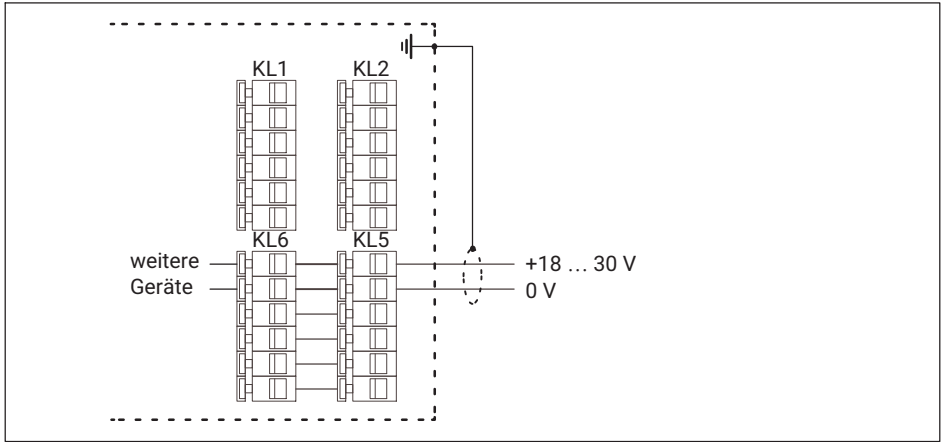 KL1 KL2
KL6 KL5
weitere +18 … 30 V
Geräte 0 V